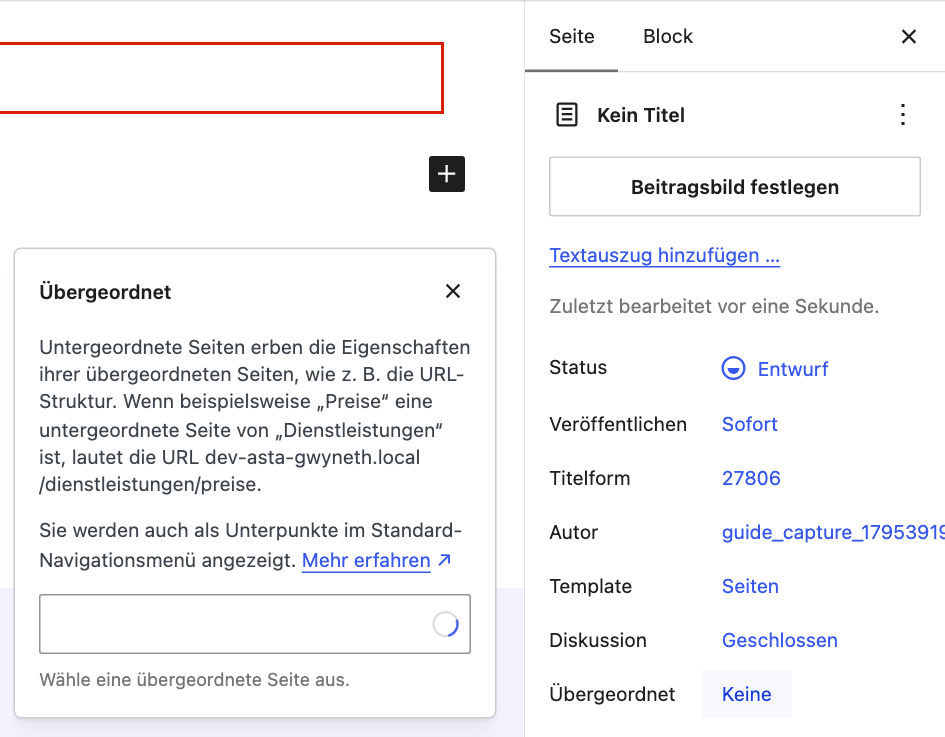 Seite
Block
Kein Titel
Beitragsbild festlegen
Textauszug hinzufügen ...
Zuletzt bearbeitet vor eine Sekunde.
Status
Entwurf
Veröffentlichen
Sofort
Titelform
27806
Autor
guide_capture_17953919
Template
Seiten
Diskussion
Geschlossen
Übergeordnet
Keine
Übergeordnet
Untergeordnete Seiten erben die Eigenschaften
ihrer übergeordneten Seiten, wie z. B. die URL-
Struktur. Wenn beispielsweise „Preise“ eine
untergeordnete Seite von „Dienstleistungen“
ist, lautet die URL dev-asta-gwyneth.local
/dienstleistungen/preise.
Sie werden auch als Unterpunkte im Standard-
Navigationsmenü angezeigt. Mehr erfahren ↗
Wähle eine übergeordnete Seite aus.